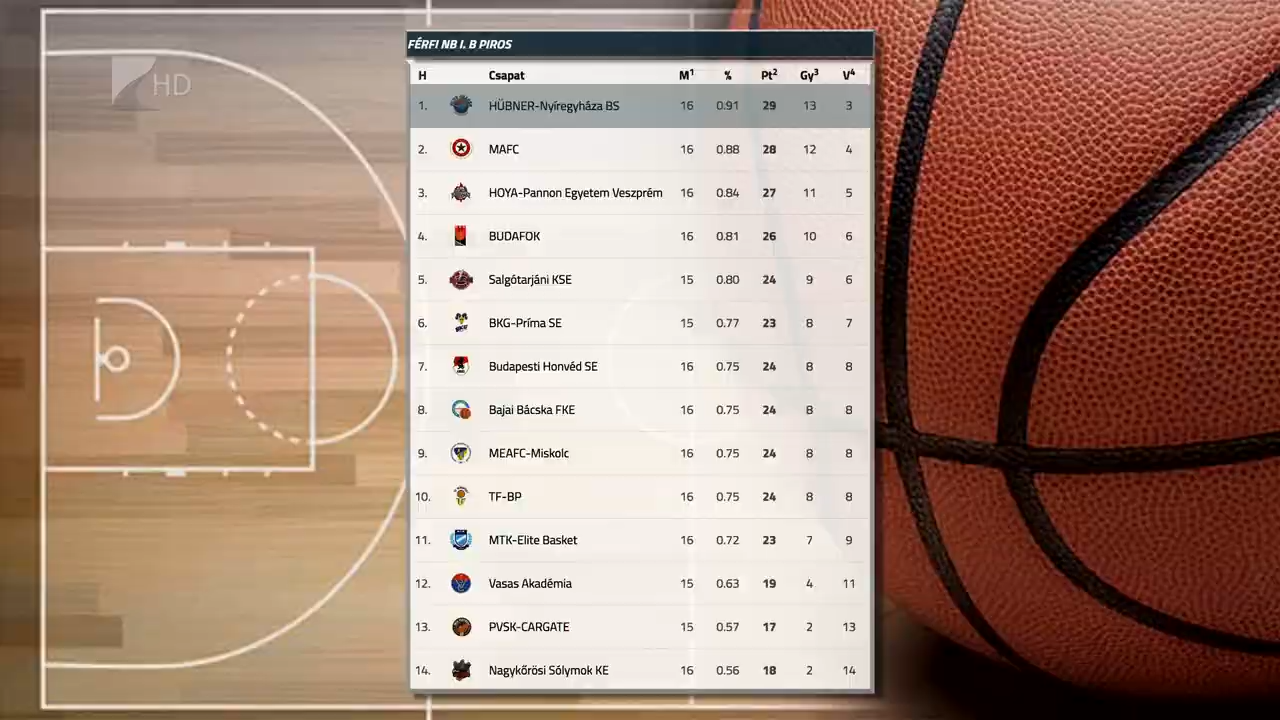 FÉRFI NB I. B PIROS
HD
H Csapat M¹ % Pt² Gy³ V⁴
1. HÜBNER-Nyíregyháza BS 16 0.91 29 13 3
2. MAFC 16 0.88 28 12 4
3. HOYA-Pannon Egyetem Veszprém 16 0.84 27 11 5
4. BUDAFOK 16 0.81 26 10 6
5. Salgótarjáni KSE 15 0.80 24 9 6
6. BKG-Príma SE 15 0.77 23 8 7
7. Budapesti Honvéd SE 16 0.75 24 8 8
8. Bajai Bácska FKE 16 0.75 24 8 8
9. MEAFC-Miskolc 16 0.75 24 8 8
10. TF-BP 16 0.75 24 8 8
11. MTK-Elite Basket 16 0.72 23 7 9
12. Vasas Akadémia 15 0.63 19 4 11
13. PVSK-CARGATE 15 0.57 17 2 13
14. Nagykőrösi Sólymok KE 16 0.56 18 2 14